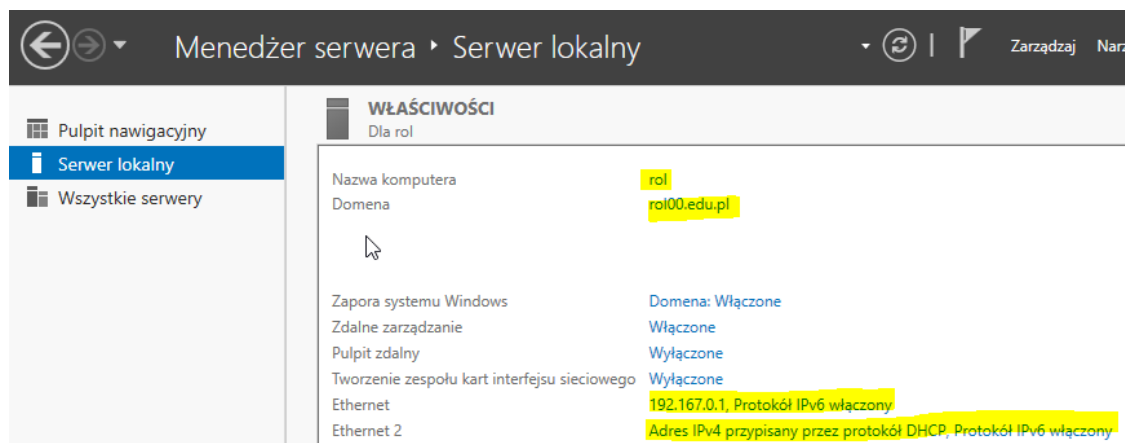 Menedżer serwera ‣ Serwer lokalny
Zarządzaj
Pulpit nawigacyjny
Serwer lokalny
Wszystkie serwery
WŁAŚCIWOŚCI
Dla rol
Nazwa komputera rol
Domena rol00.edu.pl
Zapora systemu Windows Domena: Włączone
Zdalne zarządzanie Włączone
Pulpit zdalny Wyłączone
Tworzenie zespołu kart interfejsu sieciowego Wyłączone
Ethernet 192.167.0.1, Protokół IPv6 włączony
Ethernet 2 Adres IPv4 przypisany przez protokół DHCP, Protokół IPv6 włączony